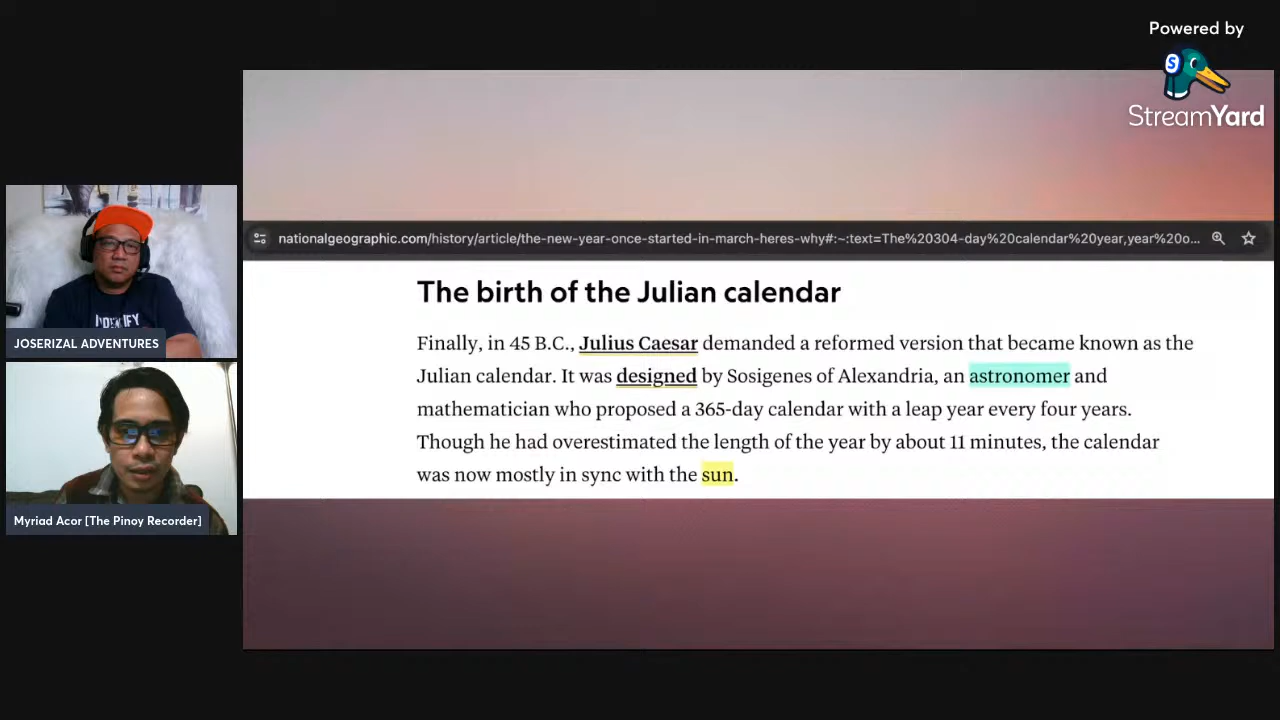 Powered by
S
StreamYard
nationalgeographic.com/history/article/the-new-year-once-started-in-march-heres-why#:~:text=The%20304-day%20calendar%20year,year%20o...
The birth of the Julian calendar
Finally, in 45 B.C., Julius Caesar demanded a reformed version that became known as the
Julian calendar. It was designed by Sosigenes of Alexandria, an astronomer and
mathematician who proposed a 365-day calendar with a leap year every four years.
Though he had overestimated the length of the year by about 11 minutes, the calendar
was now mostly in sync with the sun.
JOSERIZAL ADVENTURES
Myriad Acor [The Pinoy Recorder]